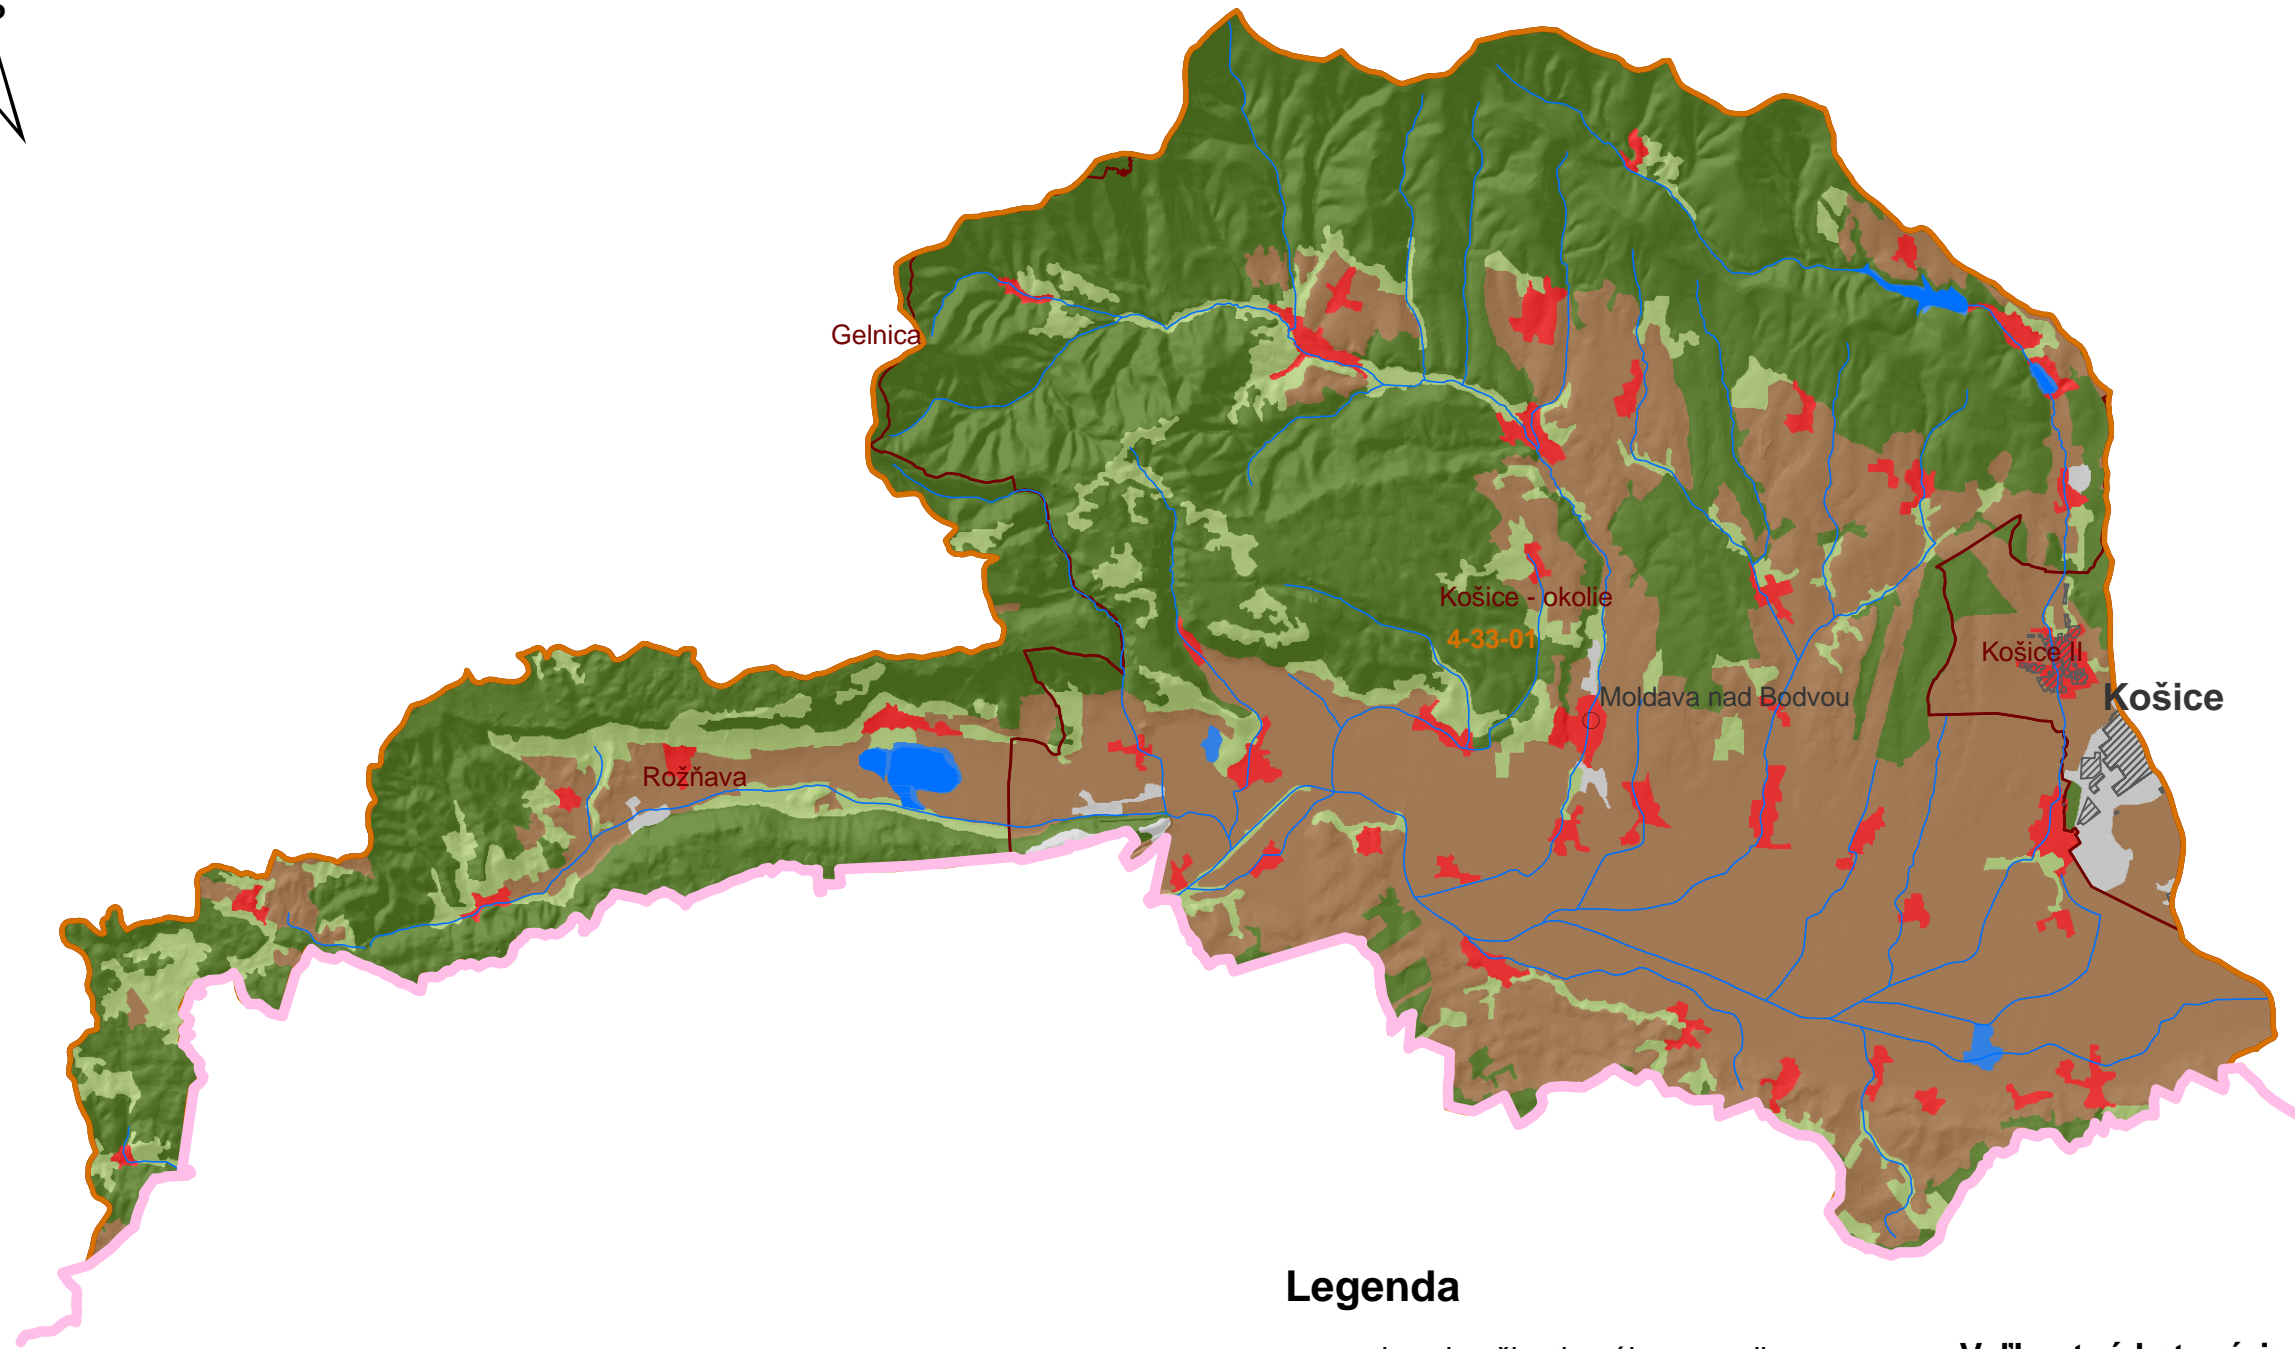 Gelnica
Košice - okolie
4-33-01
Košice II
Moldava nad Bodvou
Košice
Rožňava
Legenda